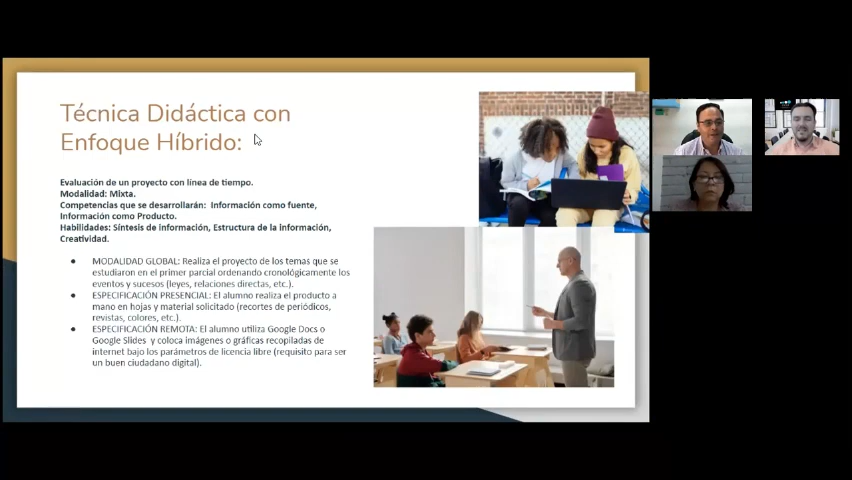 Técnica Didáctica con
Enfoque Híbrido:
Evaluación de un proyecto con línea de tiempo.
Modalidad: Mixta.
Competencias que se desarrollarán: Información como fuente,
Información como Producto.
Habilidades: Síntesis de información, Estructura de la información,
Creatividad.
● MODALIDAD GLOBAL: Realiza el proyecto de los temas que se
estudiaron en el primer parcial ordenando cronológicamente los
eventos y sucesos (leyes, relaciones directas, etc.).
● ESPECIFICACIÓN PRESENCIAL: El alumno realiza el producto a
mano en hojas y material solicitado (recortes de periódicos,
revistas, colores, etc.).
● ESPECIFICACIÓN REMOTA: El alumno utiliza Google Docs o
Google Slides y coloca imágenes o gráficas recopiladas de
internet bajo los parámetros de licencia libre (requisito para ser
un buen ciudadano digital).